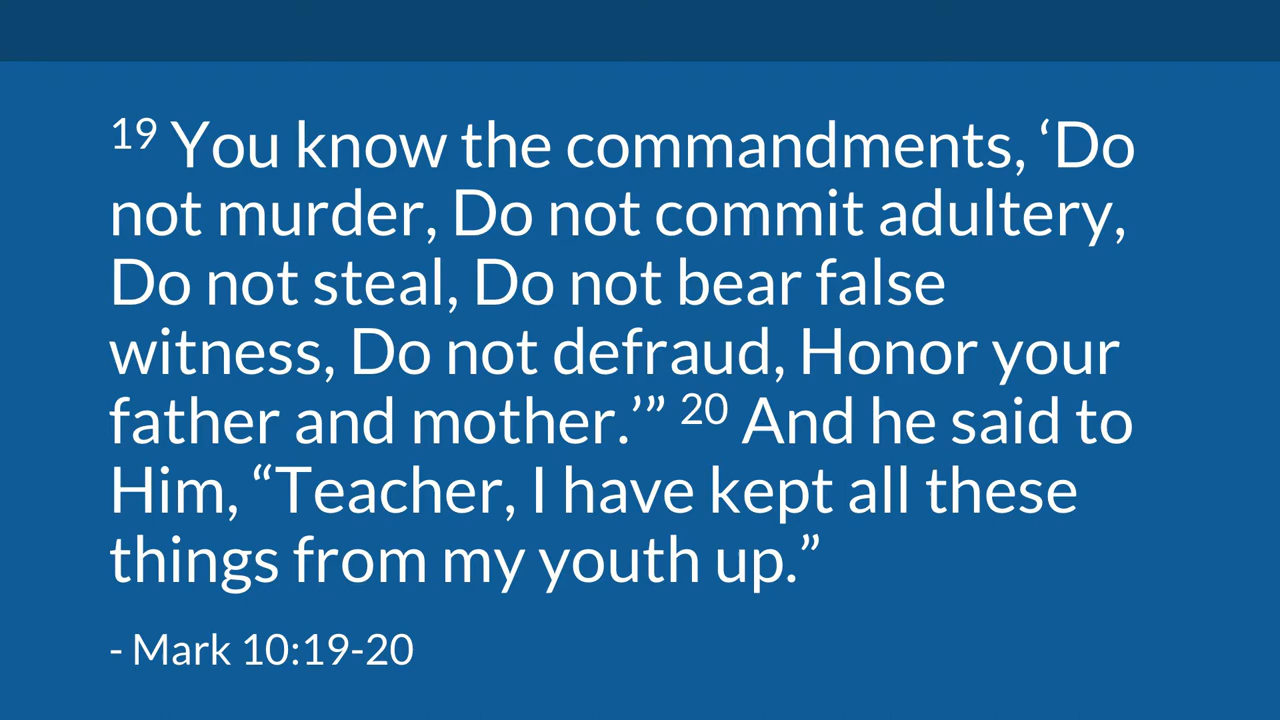 19 You know the commandments, ‘Do
not murder, Do not commit adultery,
Do not steal, Do not bear false
witness, Do not defraud, Honor your
father and mother.’” 20 And he said to
Him, “Teacher, I have kept all these
things from my youth up.”
- Mark 10:19-20